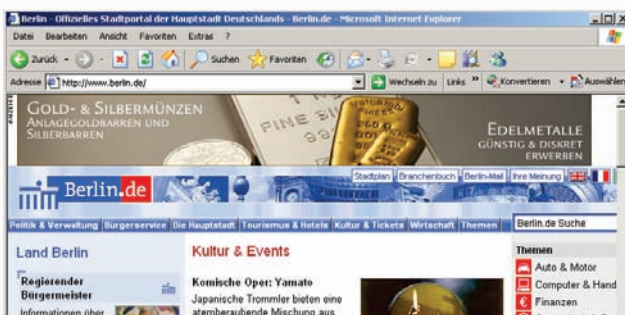 Berlin - Offizielles Stadtportal der Hauptstadt Deutschlands - Berlin.de - Microsoft Internet Explorer
Datei Bearbeiten Ansicht Favoriten Extras ?
Zurück Suchen Favoriten
Adresse http://www.berlin.de/ Wechseln zu Links » Konvertieren Auswählen
ANZEIGE
GOLD- & SILBERMÜNZEN
ANLAGEGOLDBARREN UND
SILBERBARREN
FINE
EDELMETALLE
GÜNSTIG & DISKRET
ERWERBEN
Stadtplan Branchenbuch Berlin-Mail Ihre Meinung
Berlin.de
Politik & Verwaltung Bürgerservice Die Hauptstadt Tourismus & Hotels Kultur & Tickets Wirtschaft Themen Berlin.de Suche
Land Berlin
Regierender
Bürgermeister
Informationen über
Kultur & Events
Komische Oper: Yamato
Japanische Trommler bieten eine
atemberaubende Mischung aus
Themen
Auto & Motor
Computer & Hand
Finanzen